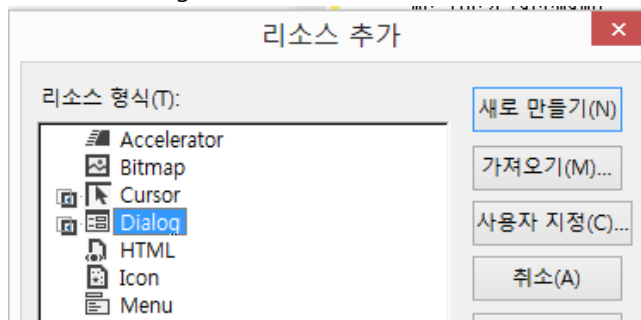 리소스 추가
리소스 형식(T):
새로 만들기(N)
Accelerator
Bitmap
가져오기(M)...
Cursor
Dialog
사용자 지정(C)...
HTML
Icon
취소(A)
Menu